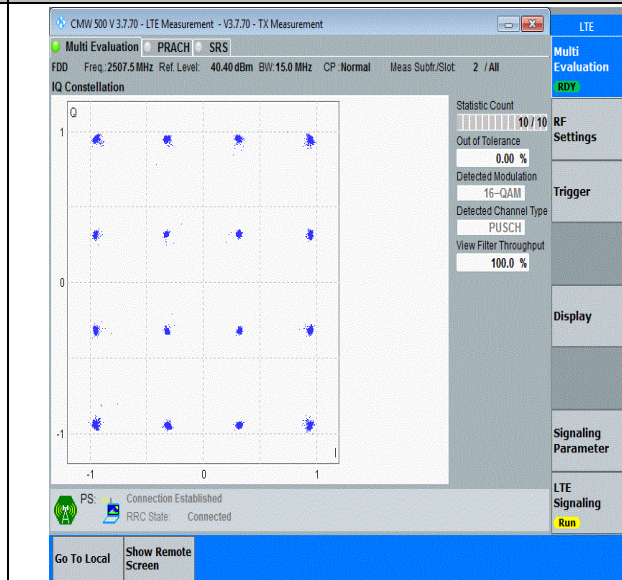 CMW 500 V 3.7.70 - LTE Measurement - V3.7.70 - TX Measurement
LTE
Multi Evaluation PRACH SRS
FDD Freq.:2507.5 MHz Ref. Level: 40.40 dBm BW:15.0 MHz CP :Normal Meas Subfr./Slot: 2 / All
IQ Constellation
Q
1
0
-1
-1 0 1
I
Statistic Count
10 / 10
Out of Tolerance
0.00 %
Detected Modulation
16-QAM
Detected Channel Type
PUSCH
View Filter Throughput
100.0 %
Multi
Evaluation
RDY
RF
Settings
Trigger
Display
Signaling
Parameter
LTE
Signaling
Run
PS: Connection Established
RRC State: Connected
Go To Local
Show Remote
Screen